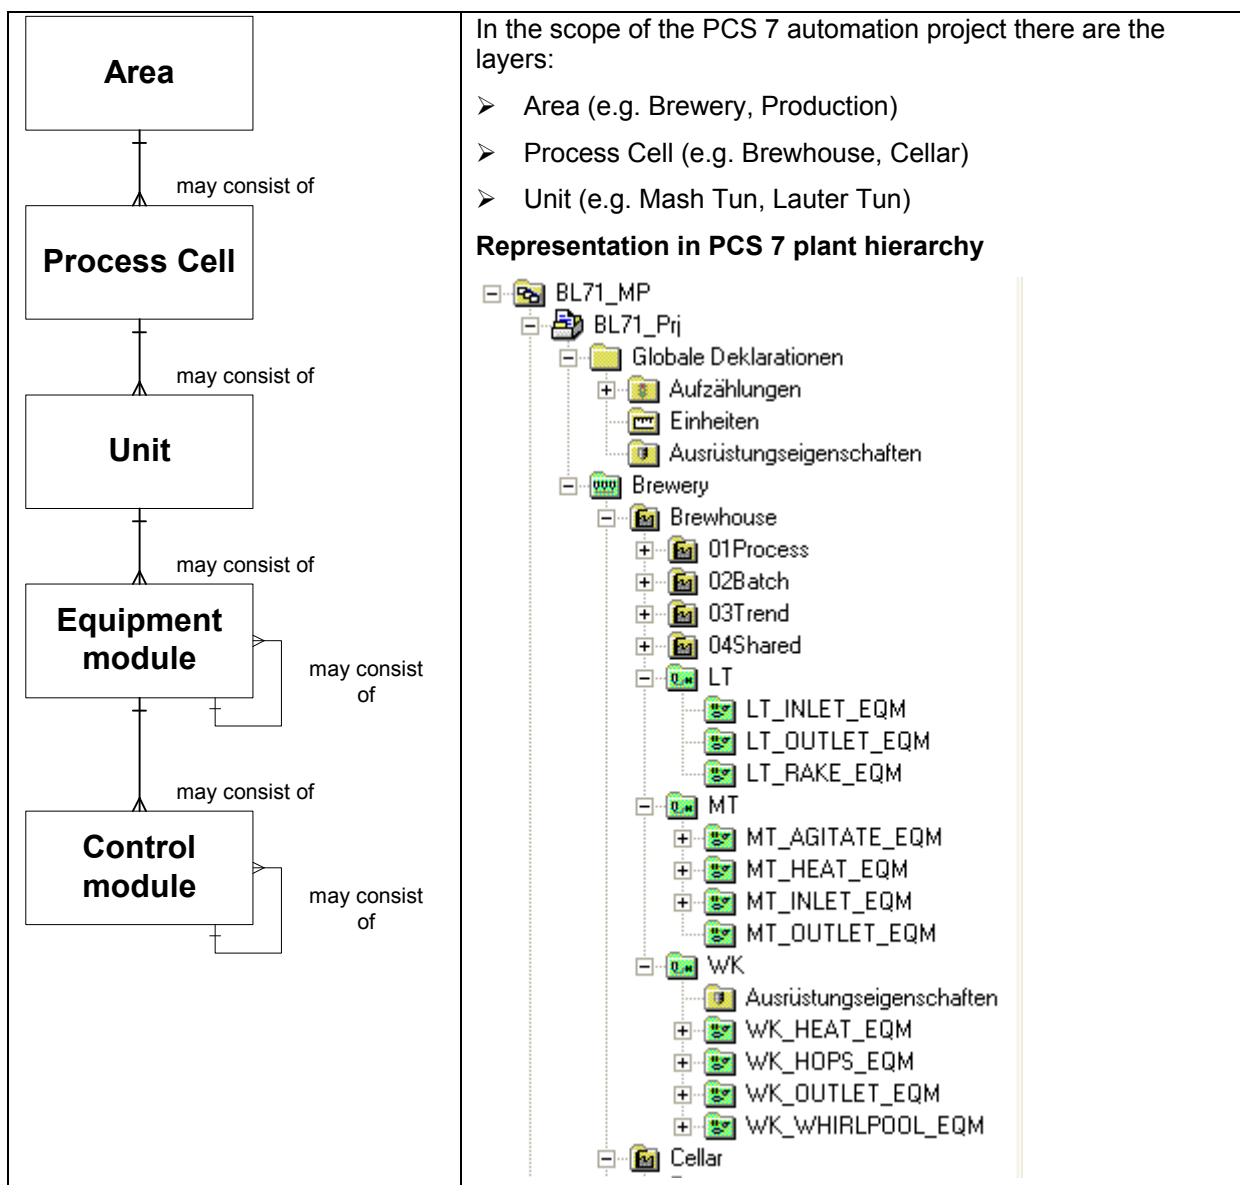 Area
may consist of
Process Cell
may consist of
Unit
may consist of
Equipment
module
may consist
of
may consist of
Control
module
may consist
of
In the scope of the PCS 7 automation project there are the
layers:
➢ Area (e.g. Brewery, Production)
➢ Process Cell (e.g. Brewhouse, Cellar)
➢ Unit (e.g. Mash Tun, Lauter Tun)
Representation in PCS 7 plant hierarchy
BL71_MP
BL71_Prj
Globale Deklarationen
Aufzählungen
Einheiten
Ausrüstungseigenschaften
Brewery
Brewhouse
01Process
02Batch
03Trend
04Shared
LT
LT_INLET_EQM
LT_OUTLET_EQM
LT_RAKE_EQM
MT
MT_AGITATE_EQM
MT_HEAT_EQM
MT_INLET_EQM
MT_OUTLET_EQM
WK
Ausrüstungseigenschaften
WK_HEAT_EQM
WK_HOPS_EQM
WK_OUTLET_EQM
WK_WHIRLPOOL_EQM
Cellar